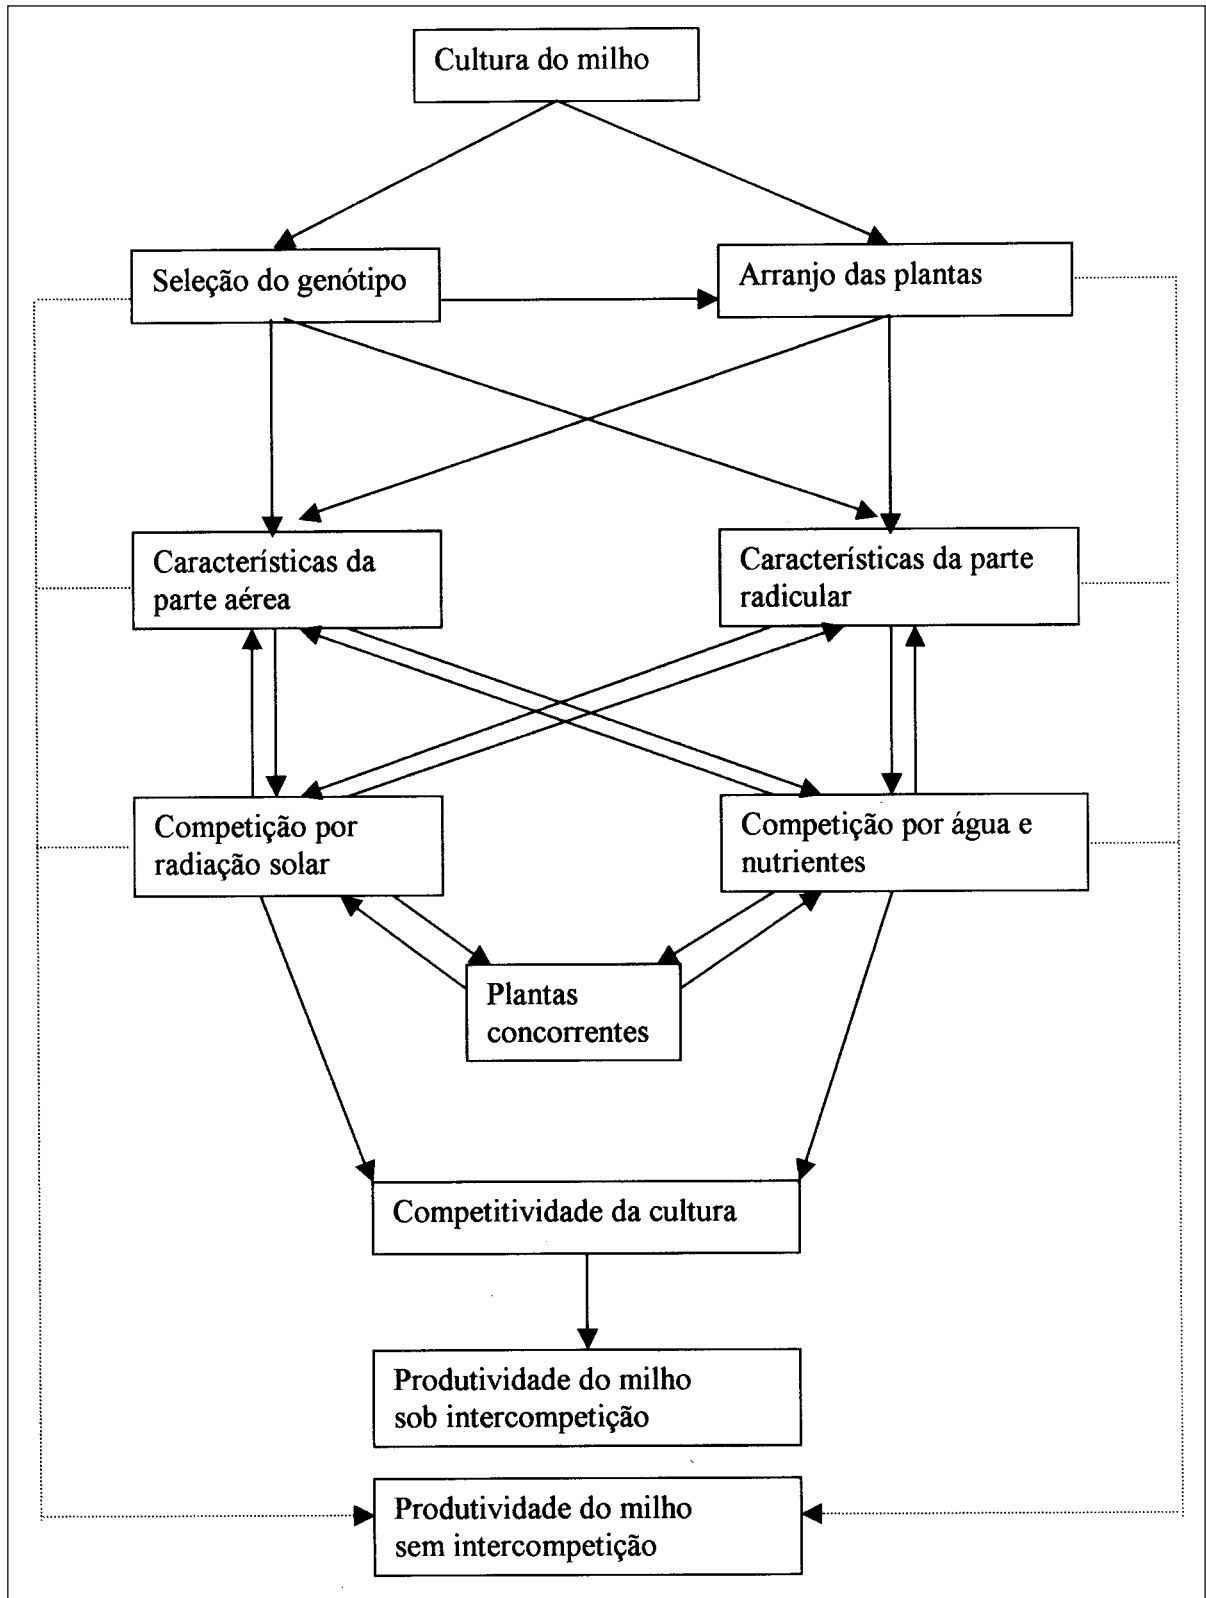 Cultura do milho
Seleção do genótipo
Arranjo das plantas
Características da
parte aérea
Características da parte
radicular
Competição por
radiação solar
Competição por água e
nutrientes
Plantas
concorrentes
Competitividade da cultura
Produtividade do milho
sob intercompetição
Produtividade do milho
sem intercompetição